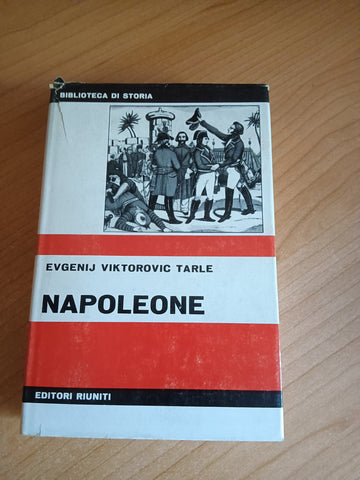 BIBLIOTECA DI STORIA
EVGENIJ VIKTOROVIC TARLE
NAPOLEONE
EDITORI RIUNITI